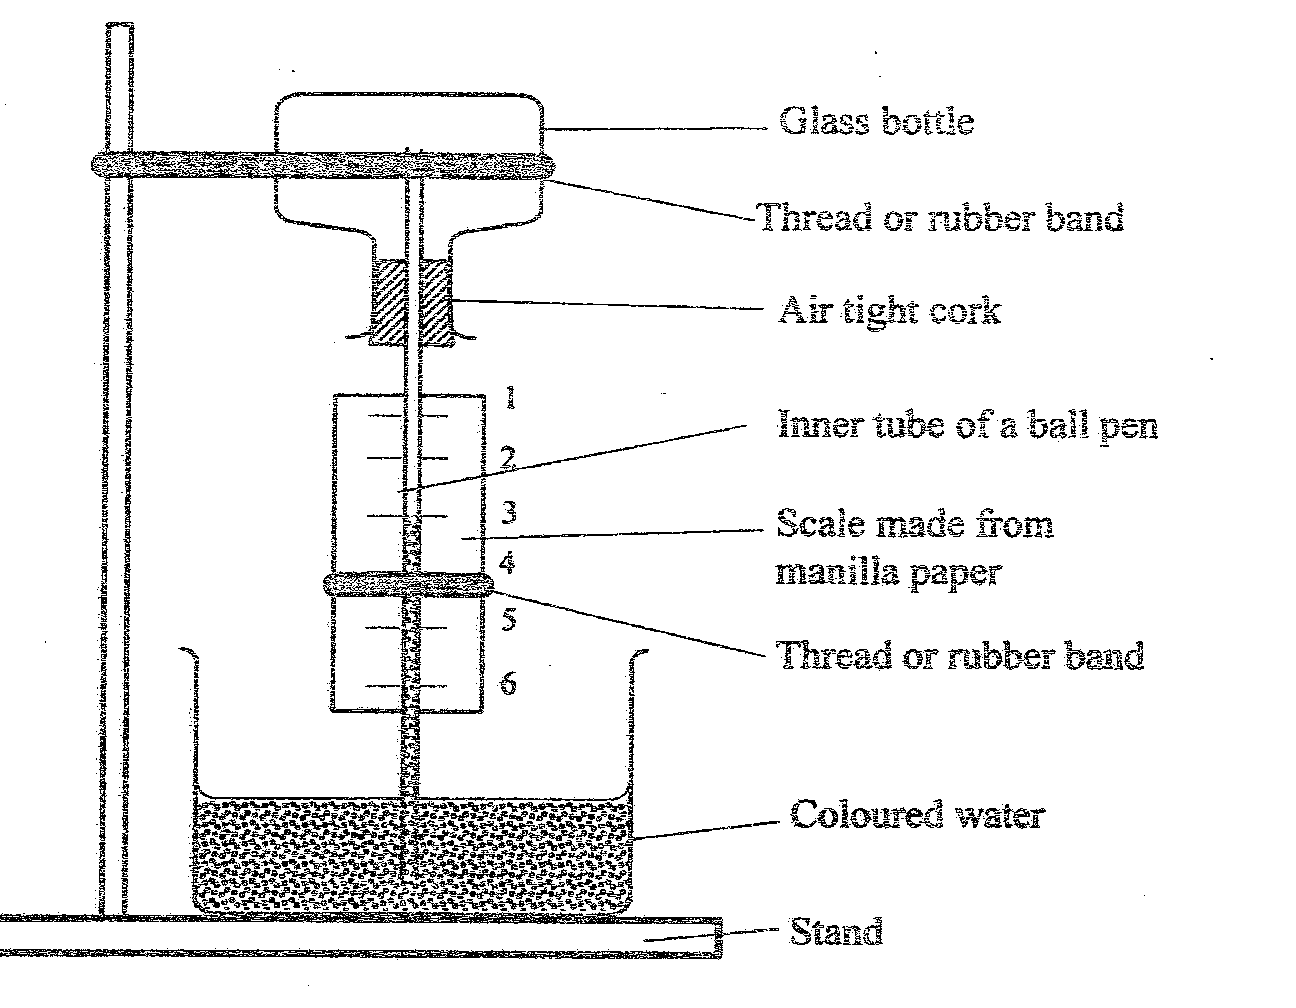 Glass bottle
Thread or rubber band
Air tight cork
1
Inner tube of a ball pen
2
3
Scale made from
manilla paper
4
5
Thread or rubber band
6
Coloured water
Stand